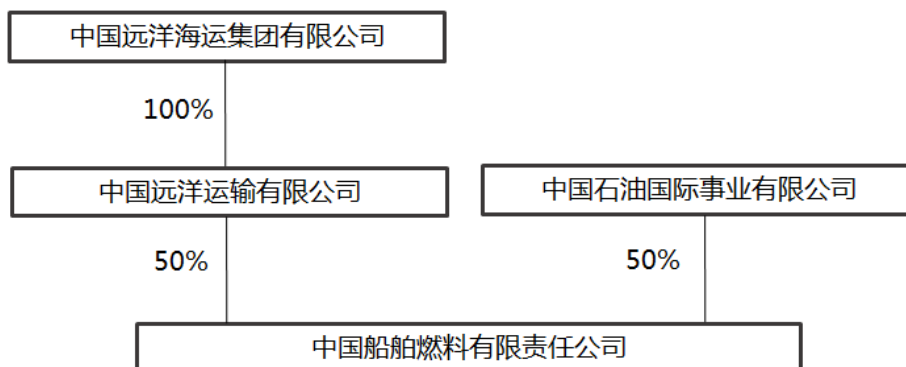 中国远洋海运集团有限公司
100%
中国远洋运输有限公司
中国石油国际事业有限公司
50%
50%
中国船舶燃料有限责任公司